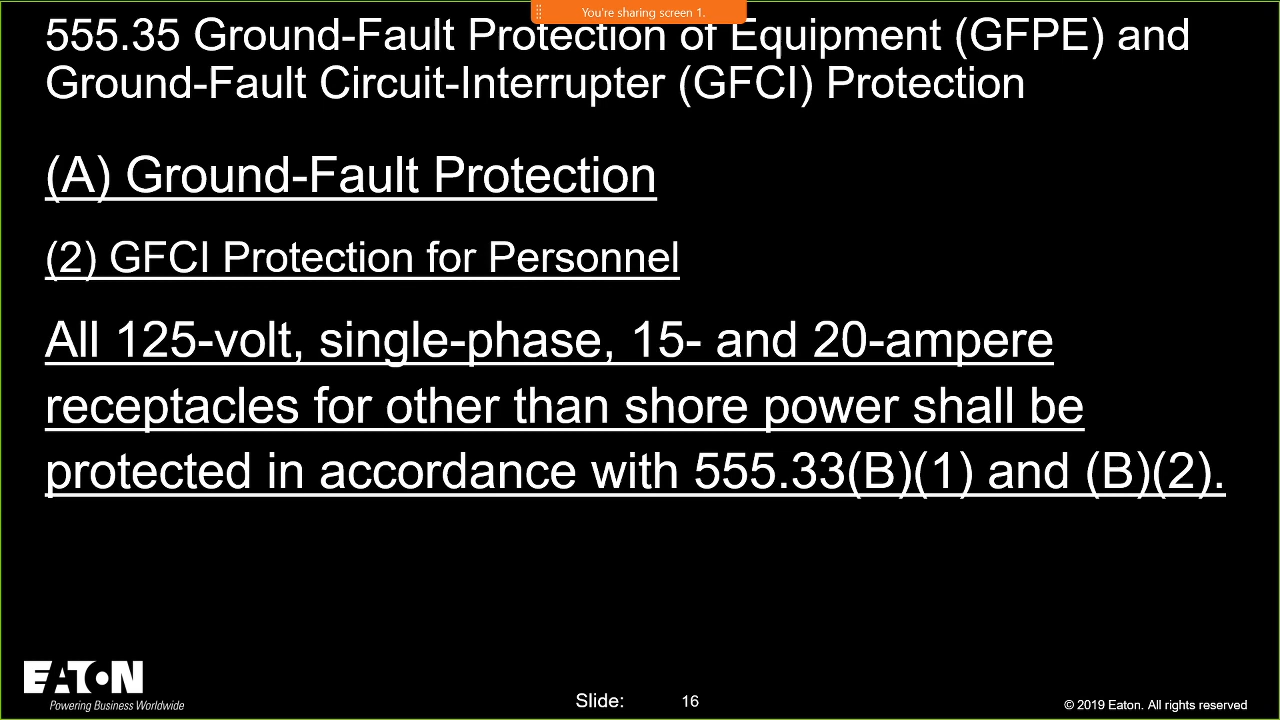 You're sharing screen 1.
555.35 Ground-Fault Protection of Equipment (GFPE) and
Ground-Fault Circuit-Interrupter (GFCI) Protection
(A) Ground-Fault Protection
(2) GFCI Protection for Personnel
All 125-volt, single-phase, 15- and 20-ampere
receptacles for other than shore power shall be
protected in accordance with 555.33(B)(1) and (B)(2).
EATON
Powering Business Worldwide
Slide: 16
© 2019 Eaton. All rights reserved